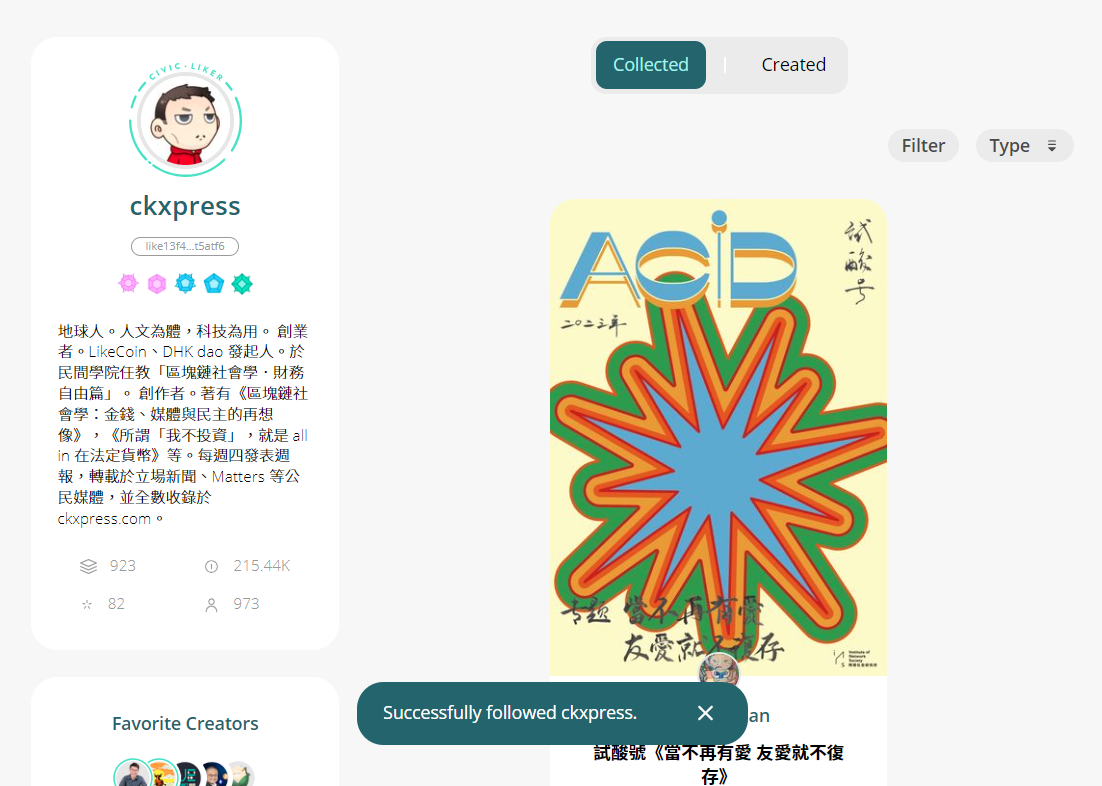 CIVIC·LIKER
ckxpress
like13f4...t5atf6
地球人。人文為體，科技為用。 創業
者。LikeCoin、DHK dao 發起人。於
民間學院任教「區塊鏈社會學．財務
自由篇」。 創作者。著有《區塊鏈社
會學：金錢、媒體與民主的再想
像》，《所謂「我不投資」，就是 all
in 在法定貨幣》等。每週四發表週
報，轉載於立場新聞、Matters 等公
民媒體，並全數收錄於
ckxpress.com。
923
215.44K
82
973
Favorite Creators
Collected
Created
Filter
Type
ACiD
試酸号
二〇二三年
专题 當不再有愛
友愛就不復存
Institute of
Network
Society
Successfully followed ckxpress.
an
試酸號《當不再有愛 友愛就不復
存》